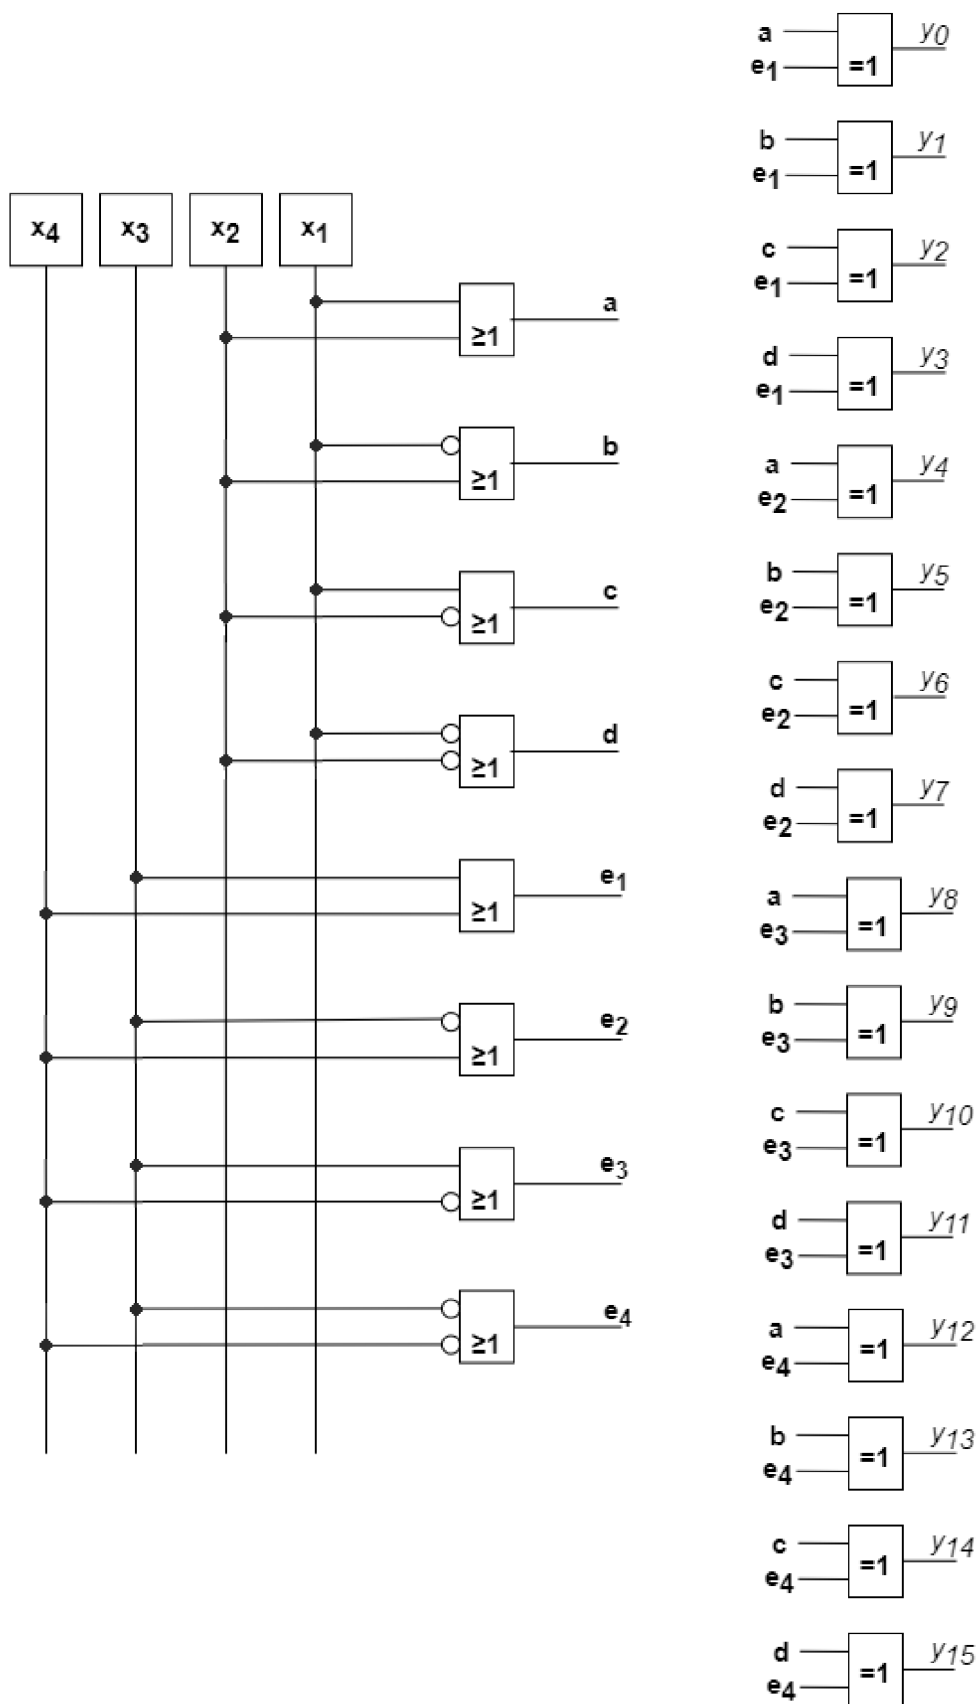 x4 x3 x2 x1
≥1 a
≥1 b
≥1 c
≥1 d
≥1 e1
≥1 e2
≥1 e3
≥1 e4
a e1 =1 y0
b e1 =1 y1
c e1 =1 y2
d e1 =1 y3
a e2 =1 y4
b e2 =1 y5
c e2 =1 y6
d e2 =1 y7
a e3 =1 y8
b e3 =1 y9
c e3 =1 y10
d e3 =1 y11
a e4 =1 y12
b e4 =1 y13
c e4 =1 y14
d e4 =1 y15